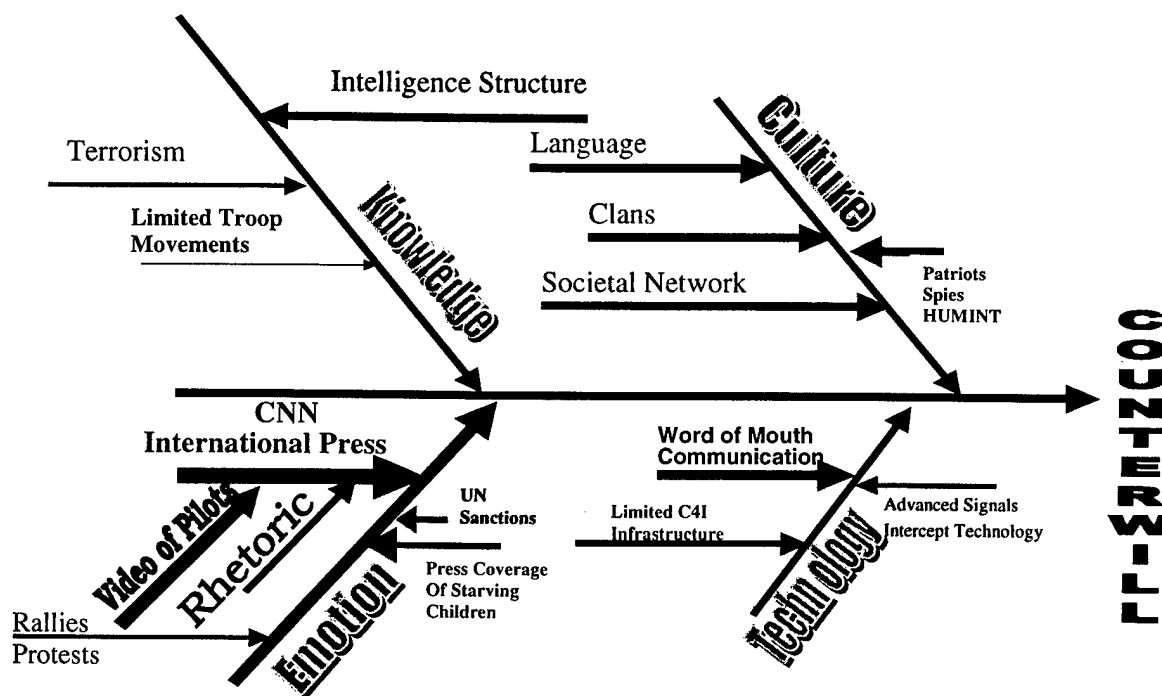 Intelligence Structure
Terrorism
Limited Troop
Movements
Knowledge
Culture
Language
Clans
Societal Network
Patriots
Spies
HUMINT
COUNTERWILL
CNN
International Press
Video of Pilots
Rhetoric
Rallies
Protests
UN
Sanctions
Press Coverage
Of Starving
Children
Emotion
Word of Mouth
Communication
Limited C4I
Infrastructure
Advanced Signals
Intercept Technology
Technology